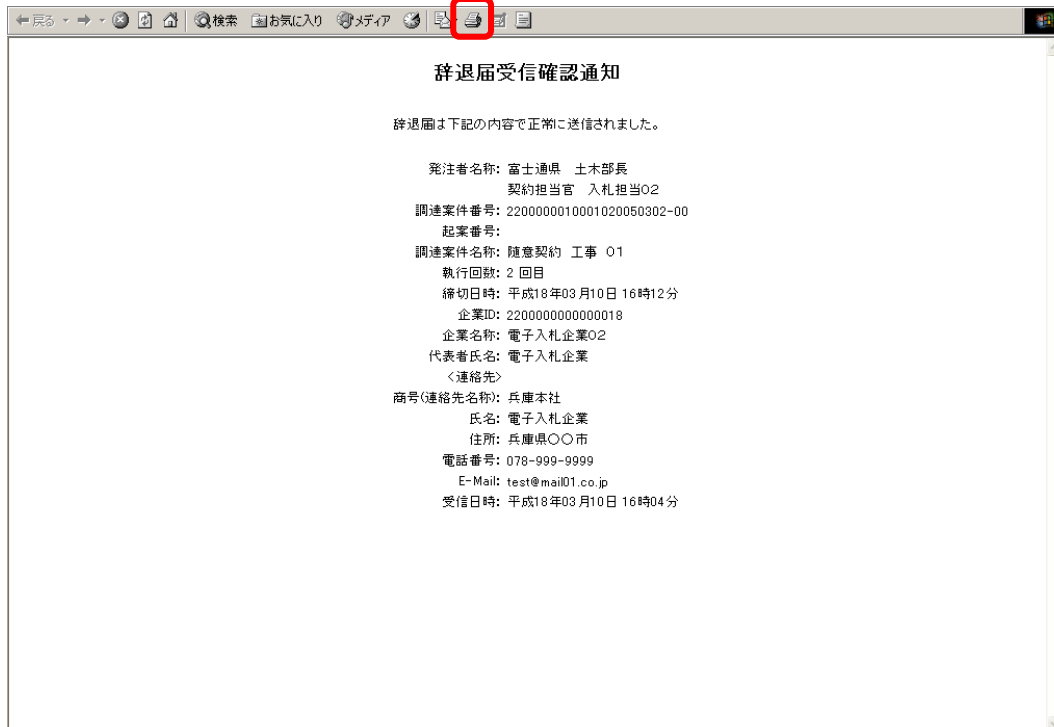 戻る 検索 お気に入り メディア
辞退届受信確認通知
辞退届は下記の内容で正常に送信されました。
発注者名称: 富士通県　土木部長
契約担当官　入札担当02
調達案件番号: 2200000010001020050302-00
起案番号:
調達案件名称: 随意契約 工事 01
執行回数: 2 回目
締切日時: 平成18年03月10日 16時12分
企業ID: 2200000000000018
企業名称: 電子入札企業02
代表者氏名: 電子入札企業
<連絡先>
商号(連絡先名称): 兵庫本社
氏名: 電子入札企業
住所: 兵庫県○○市
電話番号: 078-999-9999
E-Mail: test@mail01.co.jp
受信日時: 平成18年03月10日 16時04分